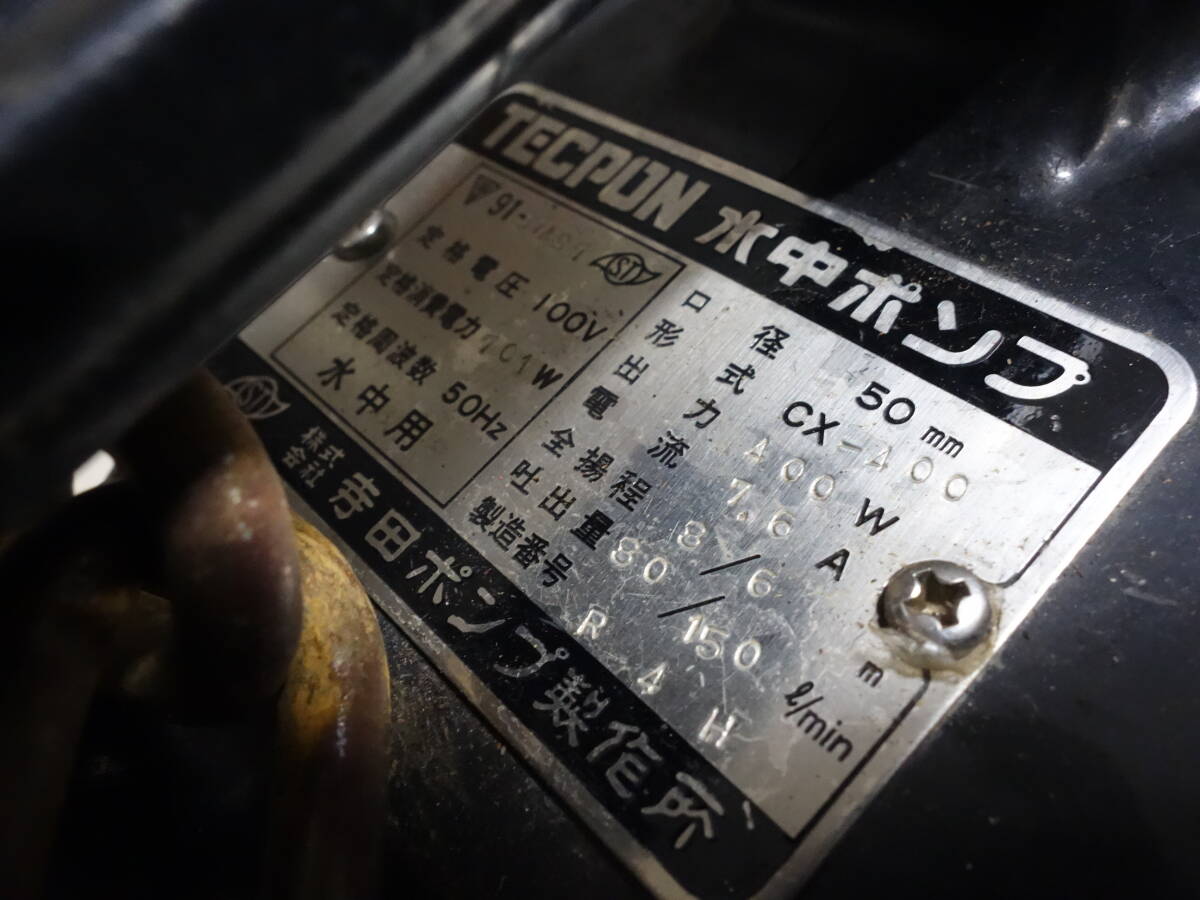 TECPON 水中ポンプ
91-
定格電圧 100V
定格消費電力 701W
定格周波数 50Hz
水中用
口径 50 mm
形式 CX-400
出力 400 W
電流 7.6 A
全揚程 8/6 m
吐出量 80/150 ℓ/min
製造番号 R4H
株式会社 寺田ポンプ製作所